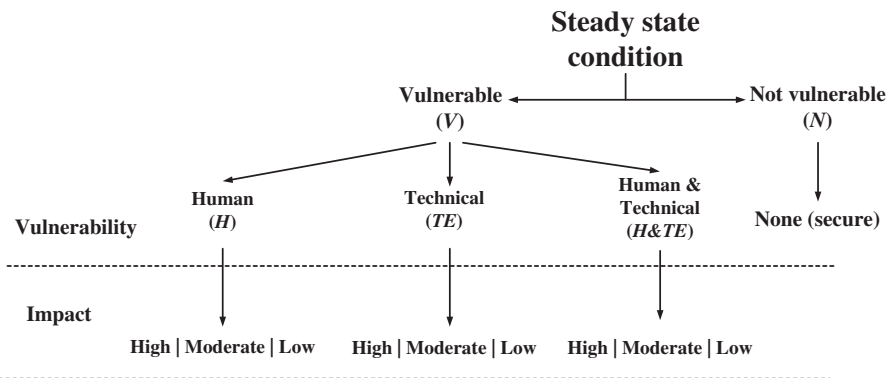 Steady state
condition
Vulnerable
(V)
Not vulnerable
(N)
Human
(H)
Technical
(TE)
Human &
Technical
(H&TE)
None (secure)
Vulnerability
Impact
High | Moderate | Low
High | Moderate | Low
High | Moderate | Low